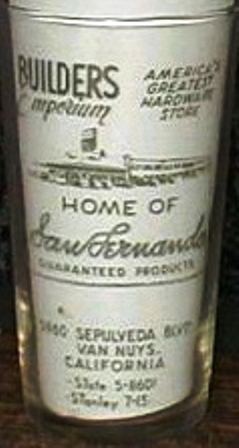 BUILDERS
Emporium
AMERICA'S
GREATEST
HARDWARE
STORE
HOME OF
San Fernando
GUARANTEED PRODUCTS
SEPULVEDA BLVD
VAN NUYS,
CALIFORNIA
State 5-8601
Stanley 7-15